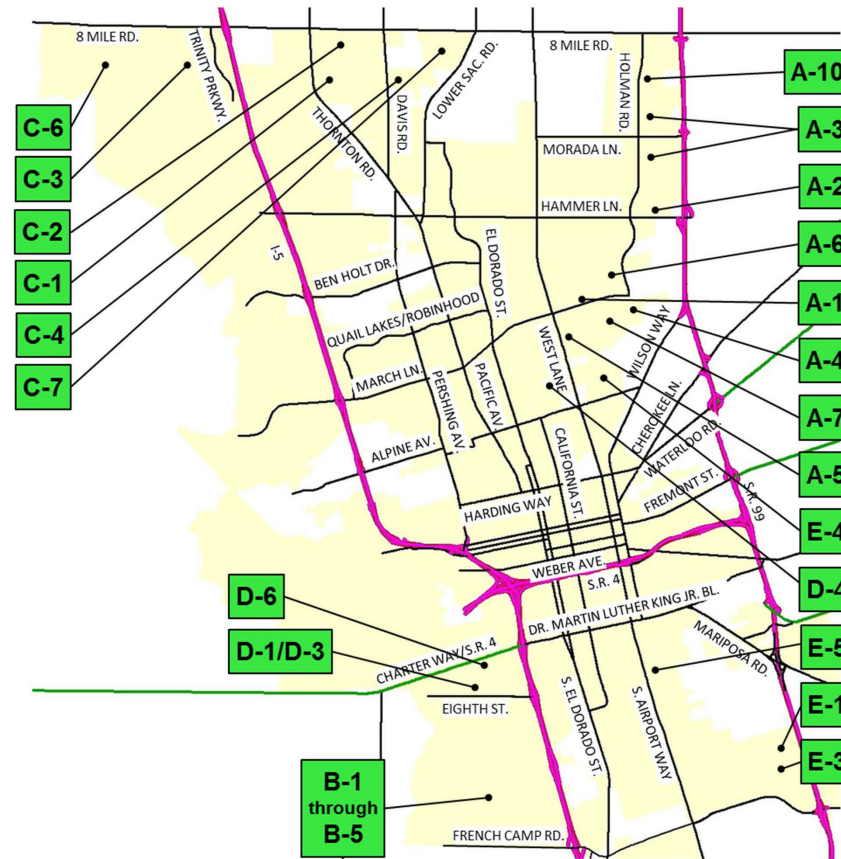 8 MILE RD.
TRINITY PRKWY.
LOWER SAC. RD.
8 MILE RD.
HOLMAN RD.
A-10
C-6
DAVIS RD.
THORNTON RD.
A-3
MORADA LN.
C-3
A-2
HAMMER LN.
C-2
I-5
EL DORADO ST.
A-6
BEN HOLT DR.
C-1
A-1
QUAIL LAKES/ROBINHOOD
C-4
WEST LANE
WILSON WAY
A-4
C-7
MARCH LN.
PERSHING AV.
PACIFIC AV.
CHEROKEE LN.
A-7
ALPINE AV.
CALIFORNIA ST.
WATERLOO RD.
A-5
HARDING WAY
FREMONT ST.
S.R. 99
E-4
WEBER AVE.
S.R. 4
D-4
D-6
DR. MARTIN LUTHER KING JR. BL.
D-1/D-3
CHARTER WAY/S.R. 4
MARIPOSA RD.
E-5
EIGHTH ST.
S. EL DORADO ST.
S. AIRPORT WAY
E-1
E-3
B-1
through
B-5
FRENCH CAMP RD.